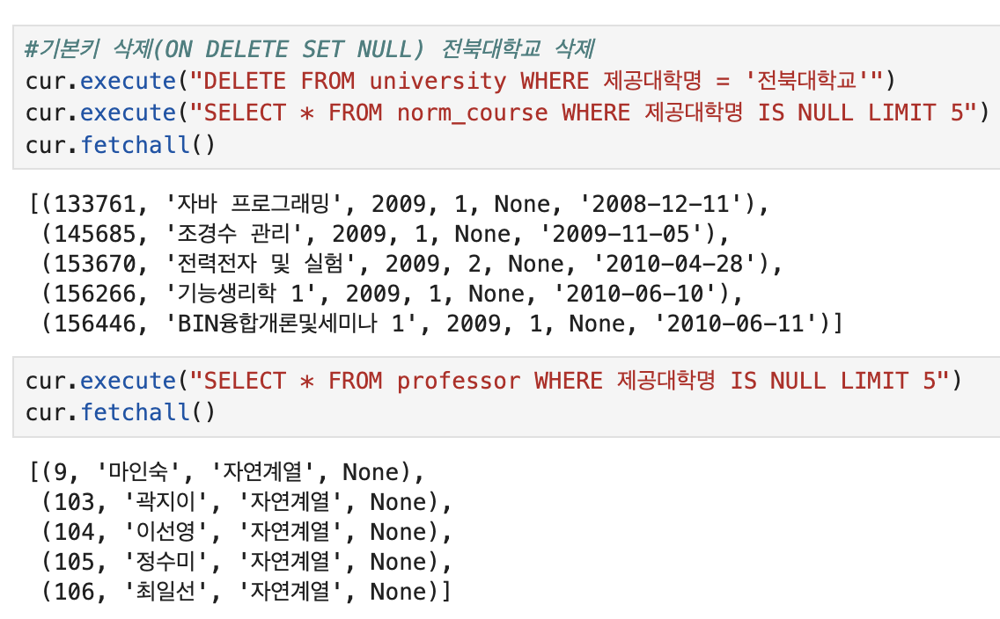 #기본키 삭제(ON DELETE SET NULL) 전북대학교 삭제
cur.execute("DELETE FROM university WHERE 제공대학명 = '전북대학교'")
cur.execute("SELECT * FROM norm_course WHERE 제공대학명 IS NULL LIMIT 5")
cur.fetchall()
[(133761, '자바 프로그래밍', 2009, 1, None, '2008-12-11'),
(145685, '조경수 관리', 2009, 1, None, '2009-11-05'),
(153670, '전력전자 및 실험', 2009, 2, None, '2010-04-28'),
(156266, '기능생리학 1', 2009, 1, None, '2010-06-10'),
(156446, 'BIN융합개론및세미나 1', 2009, 1, None, '2010-06-11')]
cur.execute("SELECT * FROM professor WHERE 제공대학명 IS NULL LIMIT 5")
cur.fetchall()
[(9, '마인숙', '자연계열', None),
(103, '곽지이', '자연계열', None),
(104, '이선영', '자연계열', None),
(105, '정수미', '자연계열', None),
(106, '최일선', '자연계열', None)]